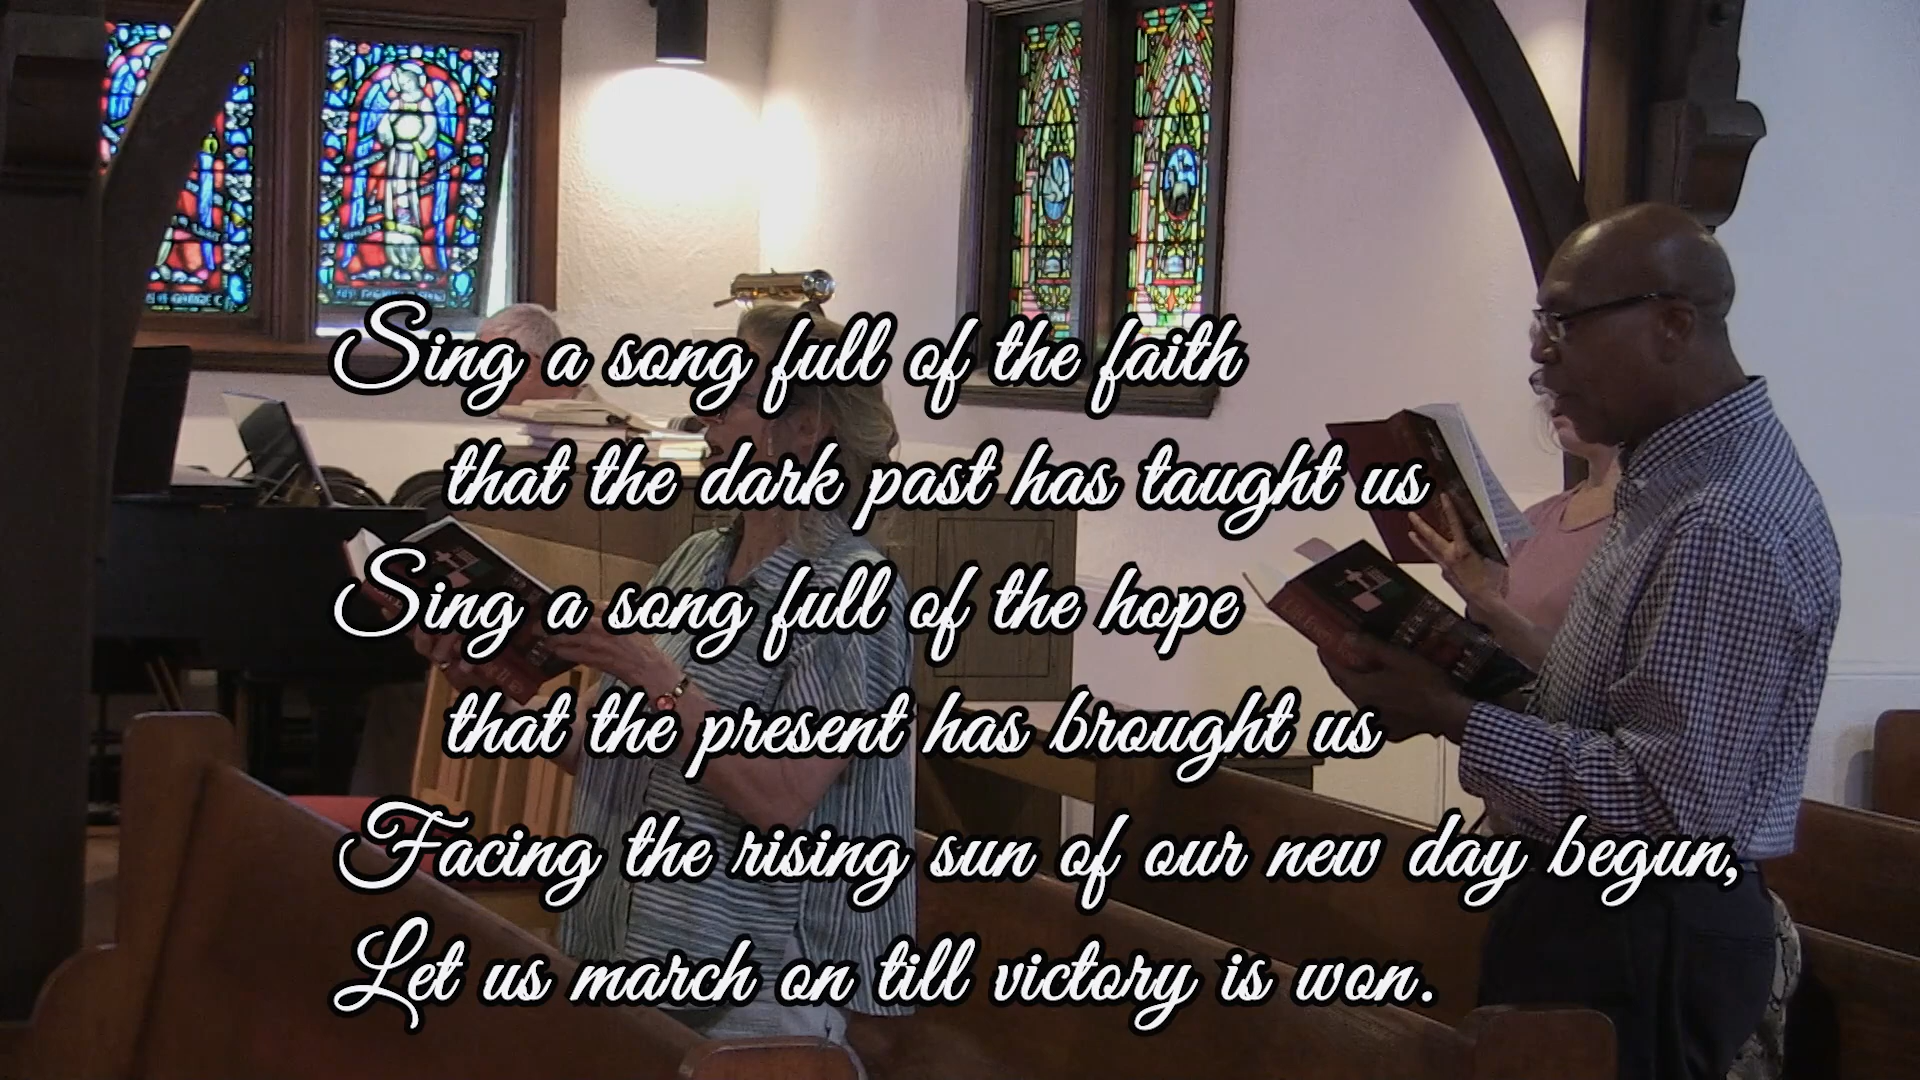 Sing a song full of the faith
that the dark past has taught us
Sing a song full of the hope
that the present has brought us
Facing the rising sun of our new day begun,
Let us march on till victory is won.